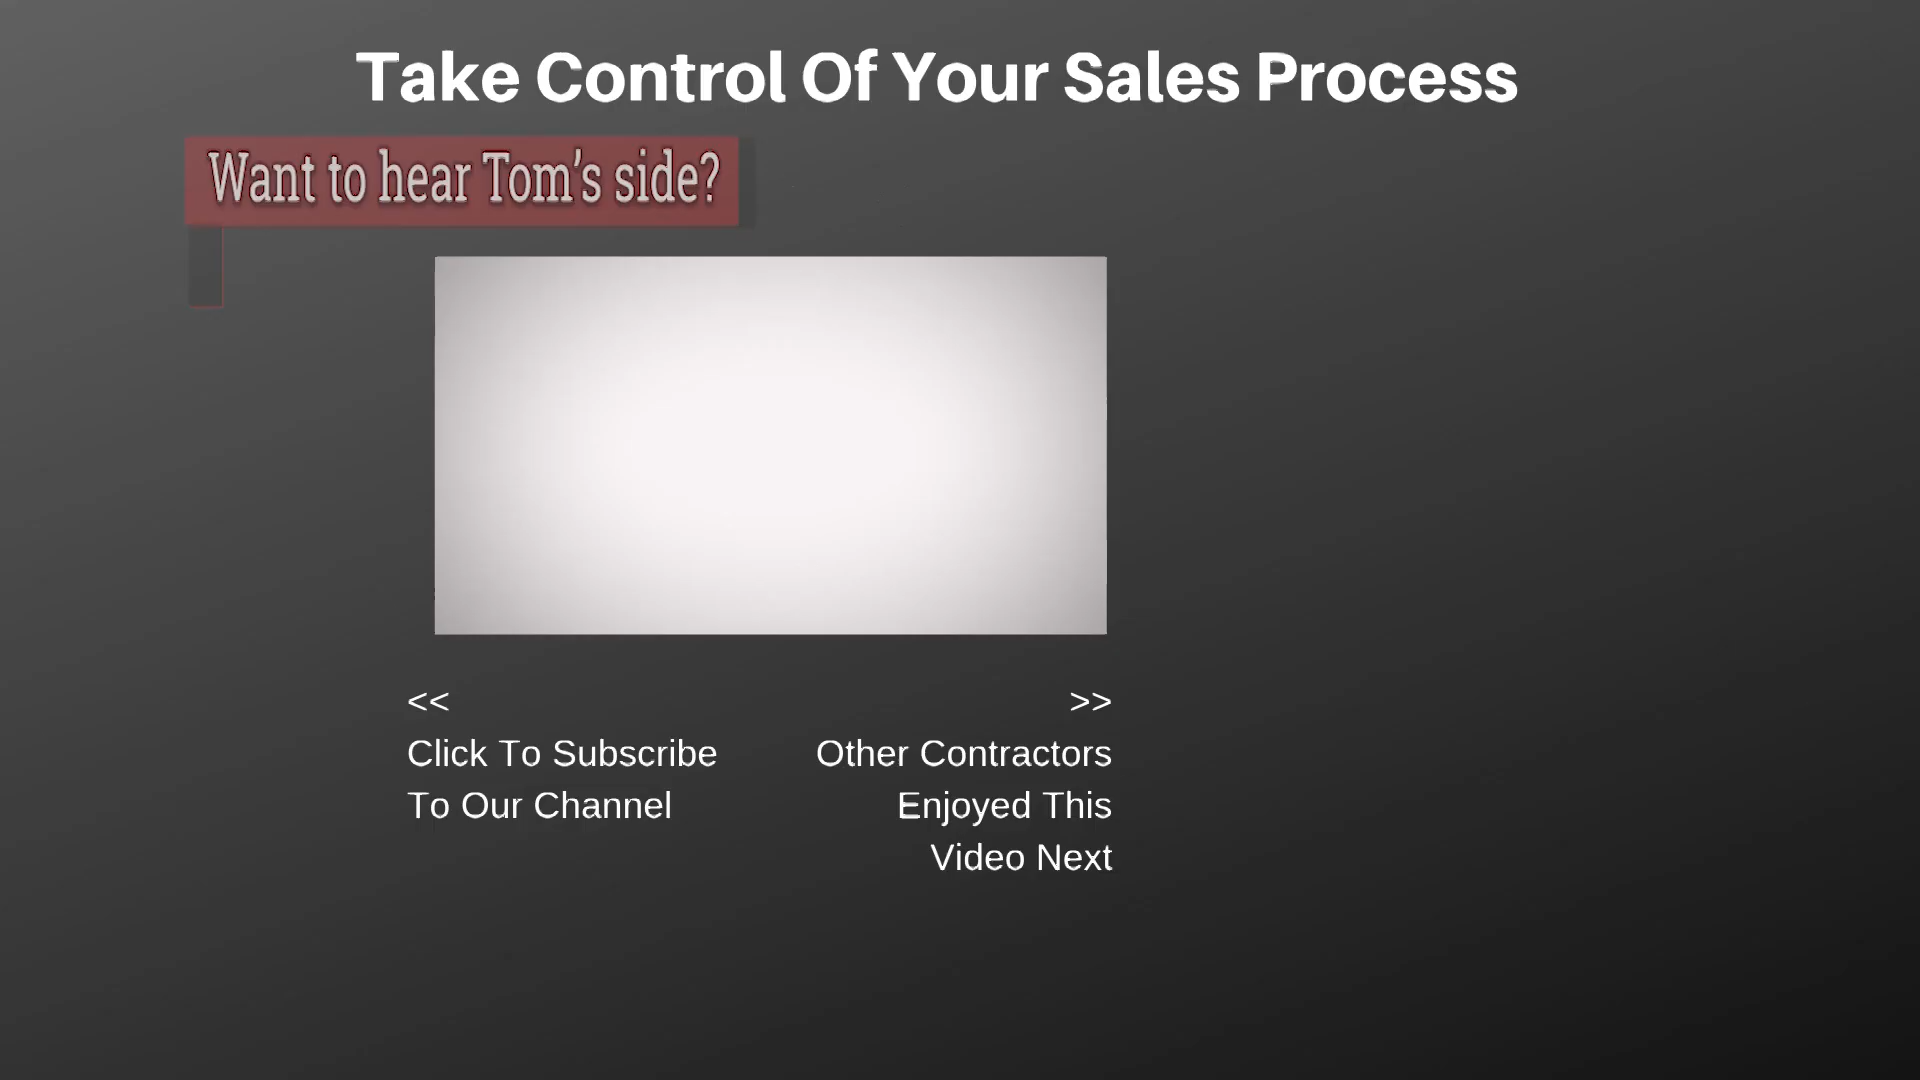 Take Control Of Your Sales Process
Want to hear Tom's side?
<<
Click To Subscribe
To Our Channel
>>
Other Contractors
Enjoyed This
Video Next